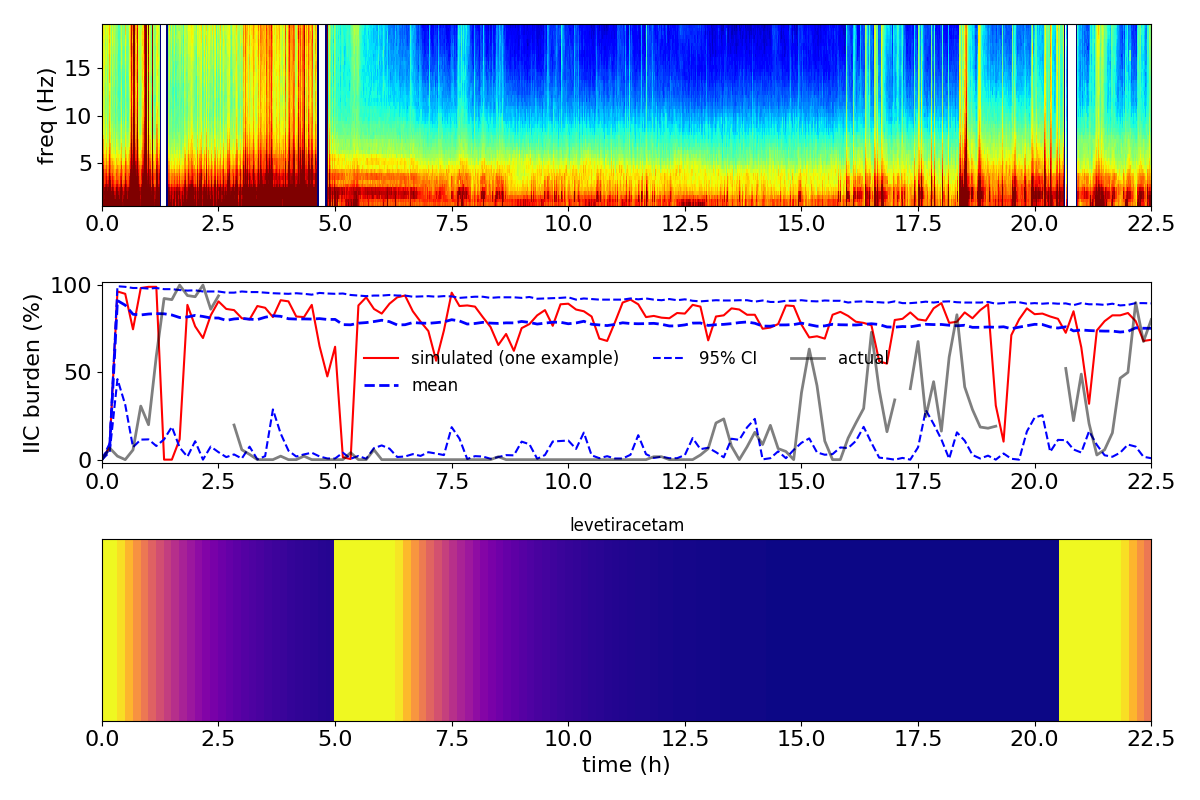 freq (Hz)
15
10
5
0.0 2.5 5.0 7.5 10.0 12.5 15.0 17.5 20.0 22.5
IIC burden (%)
100
50
0
simulated (one example) 95% CI actual
mean
0.0 2.5 5.0 7.5 10.0 12.5 15.0 17.5 20.0 22.5
levetiracetam
0.0 2.5 5.0 7.5 10.0 12.5 15.0 17.5 20.0 22.5
time (h)